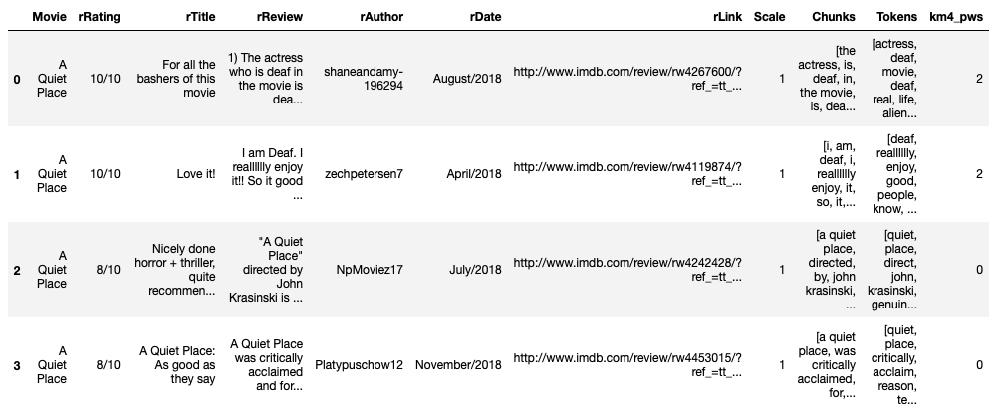 Movie rRating rTitle rReview rAuthor rDate rLink Scale Chunks Tokens km4_pws
0 A Quiet Place 10/10 For all the bashers of this movie 1) The actress who is deaf in the movie is dea... shaneandamy-196294 August/2018 http://www.imdb.com/review/rw4267600/?ref_=tt_... 1 [the actress, is, deaf, in, the movie, is, dea... [actress, deaf, movie, deaf, real, life, alien... 2
1 A Quiet Place 10/10 Love it! I am Deaf. I realllllly enjoy it!! So it good ... zechpetersen7 April/2018 http://www.imdb.com/review/rw4119874/?ref_=tt_... 1 [i, am, deaf, i, realllllly enjoy, it, so, it,... [deaf, realllllly, enjoy, good, people, know, ... 2
2 A Quiet Place 8/10 Nicely done horror + thriller, quite recommen... "A Quiet Place" directed by John Krasinski is ... NpMoviez17 July/2018 http://www.imdb.com/review/rw4242428/?ref_=tt_... 1 [a quiet place, directed, by, john krasinski, ... [quiet, place, direct, john, krasinski, genuin... 0
3 A Quiet Place 8/10 A Quiet Place: As good as they say A Quiet Place was critically acclaimed and for... Platypuschow12 November/2018 http://www.imdb.com/review/rw4453015/?ref_=tt_... 1 [a quiet place, was critically acclaimed, for,... [quiet, place, critically, acclaim, reason, te... 0